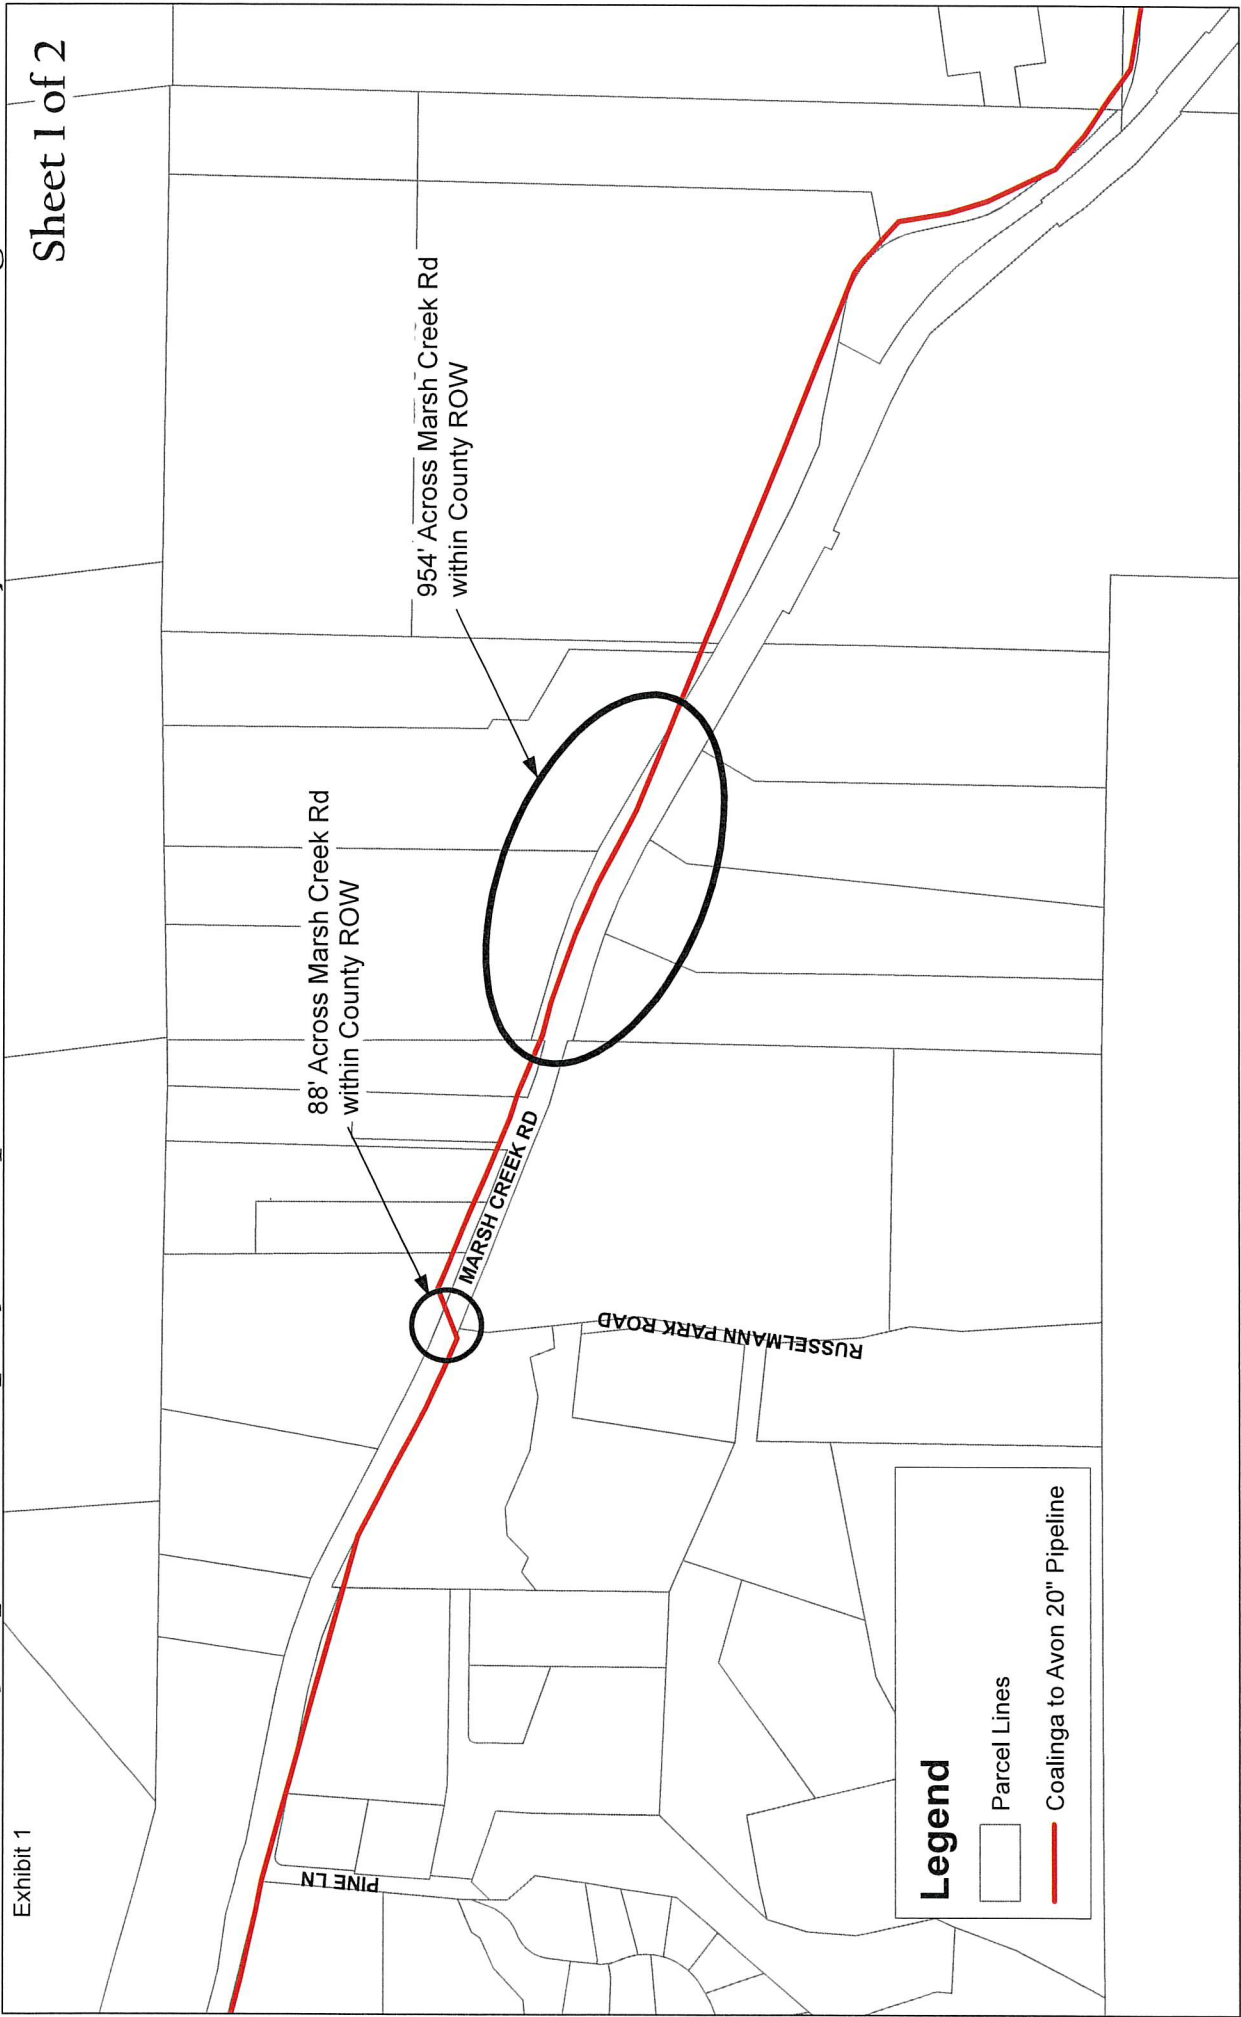 Exhibit 1
Sheet 1 of 2
88' Across Marsh Creek Rd
within County ROW
954' Across Marsh Creek Rd
within County ROW
MARSH CREEK RD
RUSSELMANN PARK ROAD
PINE LN
Legend
Parcel Lines
Coalinga to Avon 20" Pipeline